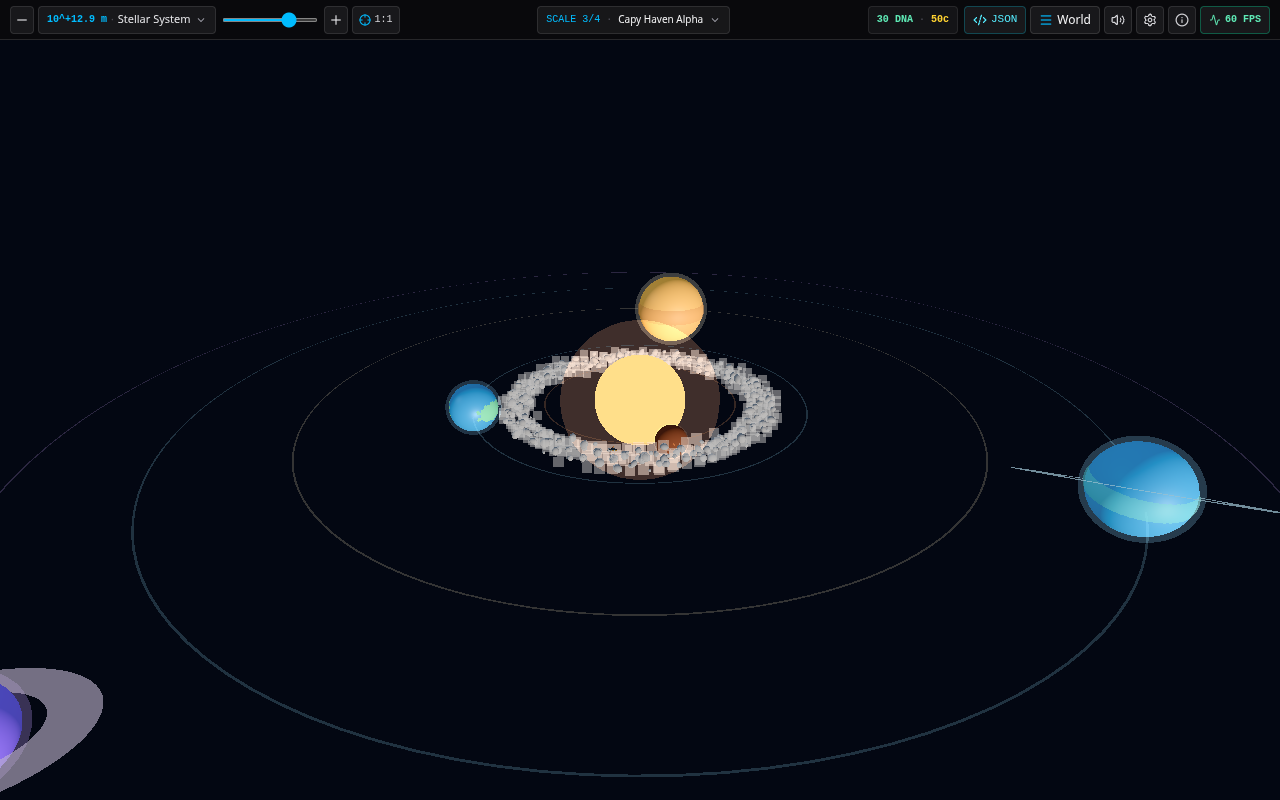 10^+12.9 m · Stellar System
1:1
SCALE 3/4 · Capy Haven Alpha
30 DNA · 50c
JSON
World
60 FPS